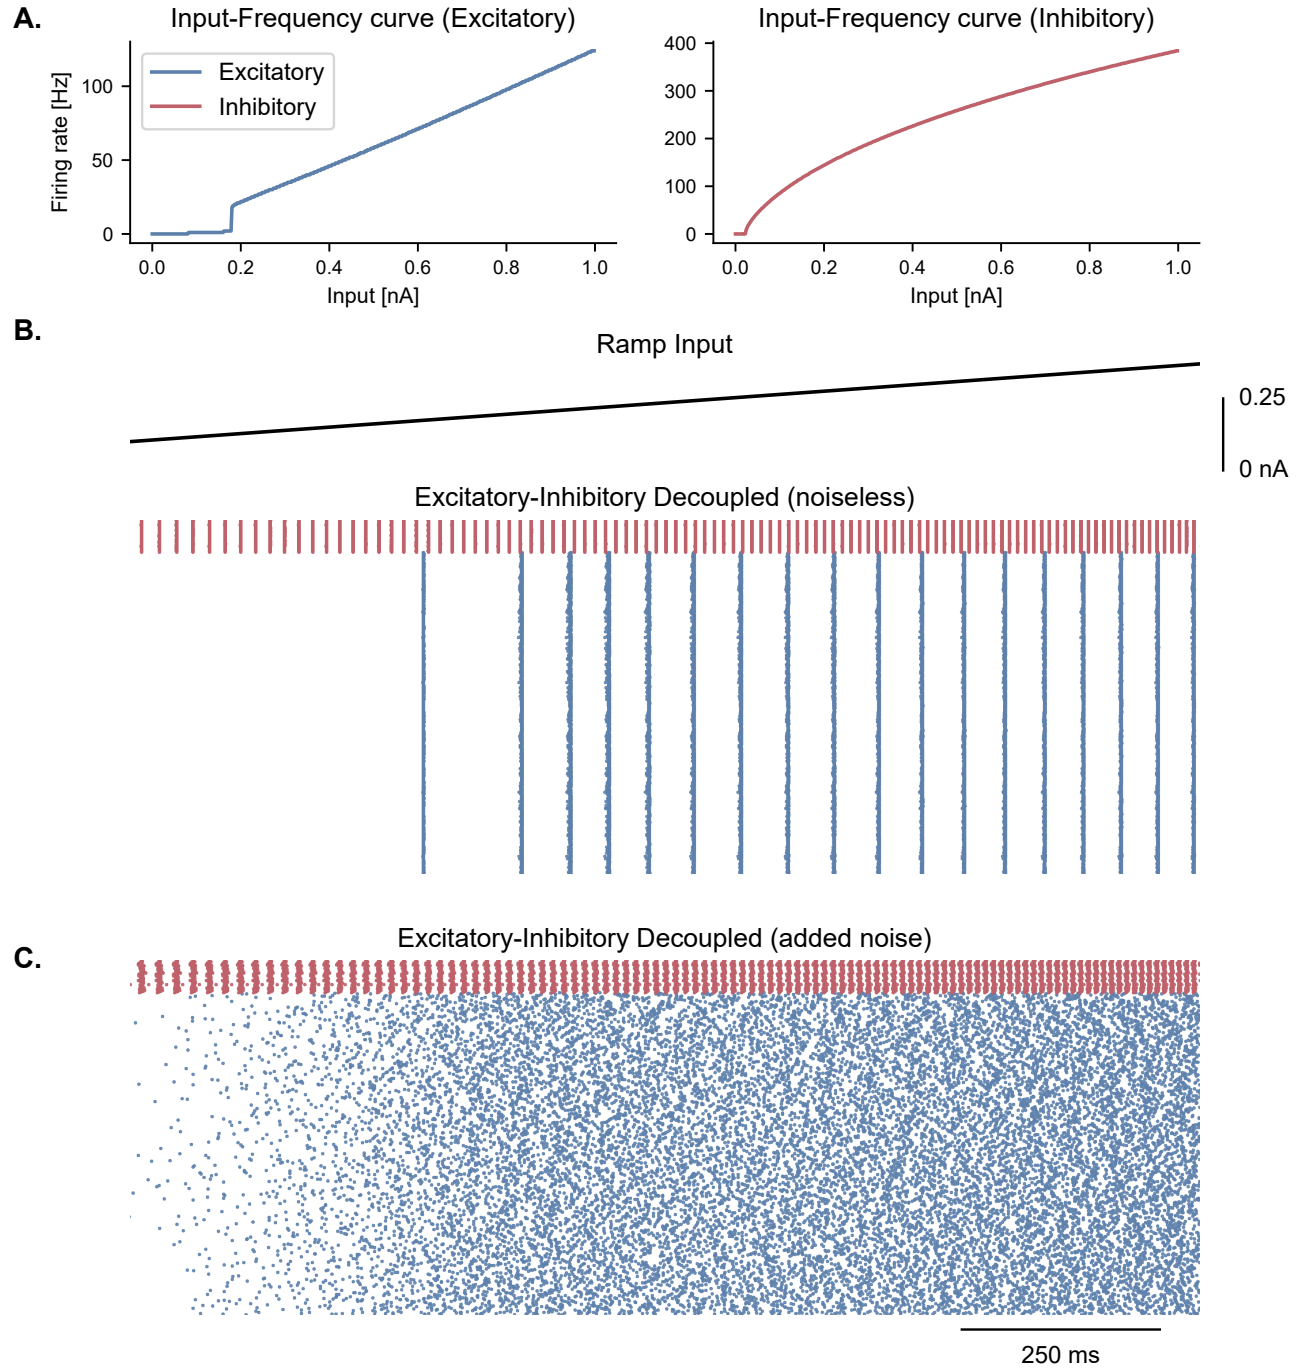 A.
Input-Frequency curve (Excitatory)
Input-Frequency curve (Inhibitory)
Excitatory
Inhibitory
Firing rate [Hz]
100
50
0
0.0 0.2 0.4 0.6 0.8 1.0
Input [nA]
400
300
200
100
0
0.0 0.2 0.4 0.6 0.8 1.0
Input [nA]
B.
Ramp Input
0.25
0 nA
Excitatory-Inhibitory Decoupled (noiseless)
C.
Excitatory-Inhibitory Decoupled (added noise)
250 ms